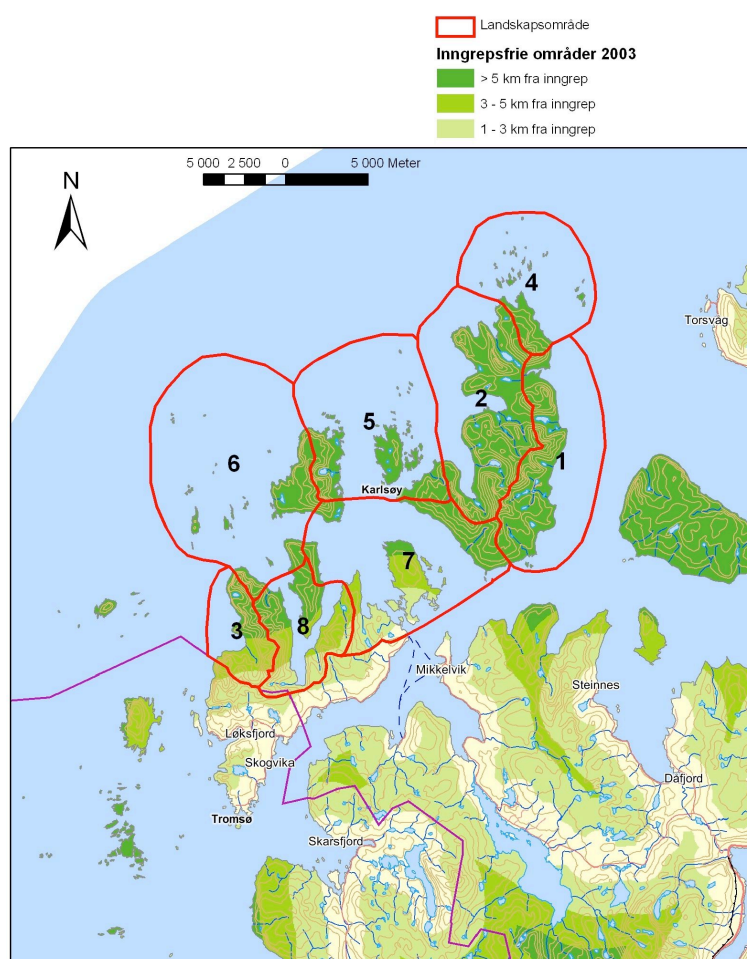 Landskapsområde
Inngrepsfrie områder 2003
> 5 km fra inngrep
3 - 5 km fra inngrep
1 - 3 km fra inngrep
5 000 2 500 0 5 000 Meter
N
4
Torsvåg
2
5
1
6
Karlsøy
7
8
3
Mikkelvik
Steinnes
Løksfjord
Skogvika
Dåfjord
Tromsø
Skarsfjord